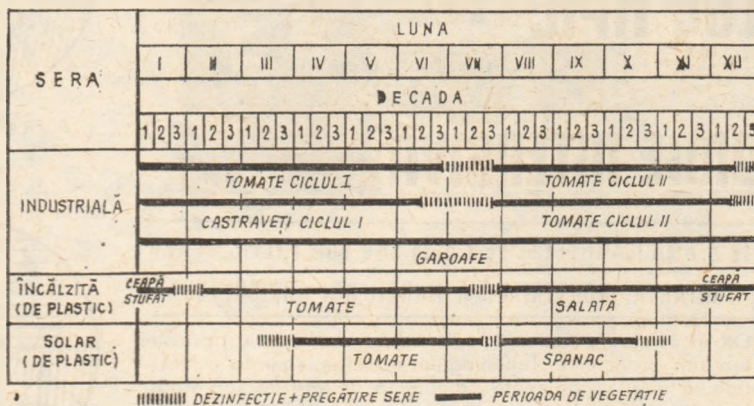 LUNA
SERA
I II III IV V VI VII VIII IX X XI XII
DECADA
1 2 3 1 2 3 1 2 3 1 2 3 1 2 3 1 2 3 1 2 3 1 2 3 1 2 3 1 2 3 1 2 3 1 2 3
INDUSTRIALĂ
TOMATE CICLUL I TOMATE CICLUL II
CASTRAVEȚI CICLUL I TOMATE CICLUL II
GAROAFE
ÎNCĂLZITĂ
(DE PLASTIC)
CEAPĂ
STUFAT
TOMATE
SALATĂ
CEAPĂ
STUFAT
SOLAR
(DE PLASTIC)
TOMATE SPANAC
DEZINFECTIE + PREGĂTIRE SERE PERIOADA DE VEGETATIE